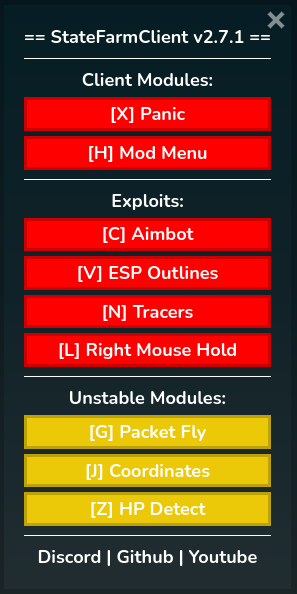 == StateFarmClient v2.7.1 ==
Client Modules:
[X] Panic
[H] Mod Menu
Exploits:
[C] Aimbot
[V] ESP Outlines
[N] Tracers
[L] Right Mouse Hold
Unstable Modules:
[G] Packet Fly
[J] Coordinates
[Z] HP Detect
Discord | Github | Youtube